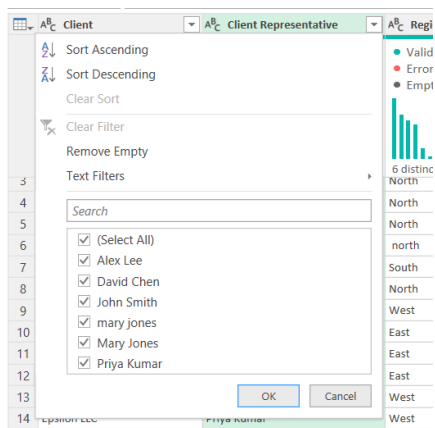 ABC Client ABC Client Representative ABC Regi
Sort Ascending
Sort Descending
Clear Sort
Clear Filter
Remove Empty
Text Filters
Search
(Select All)
Alex Lee
David Chen
John Smith
mary jones
Mary Jones
Priya Kumar
OK Cancel
Valid
Error
Empt
6 distinc
3 North
4 North
5 North
6 north
7 South
8 North
9 West
10 East
11 East
12 East
13 West
14 Epsilon LLC Priya Kumar West